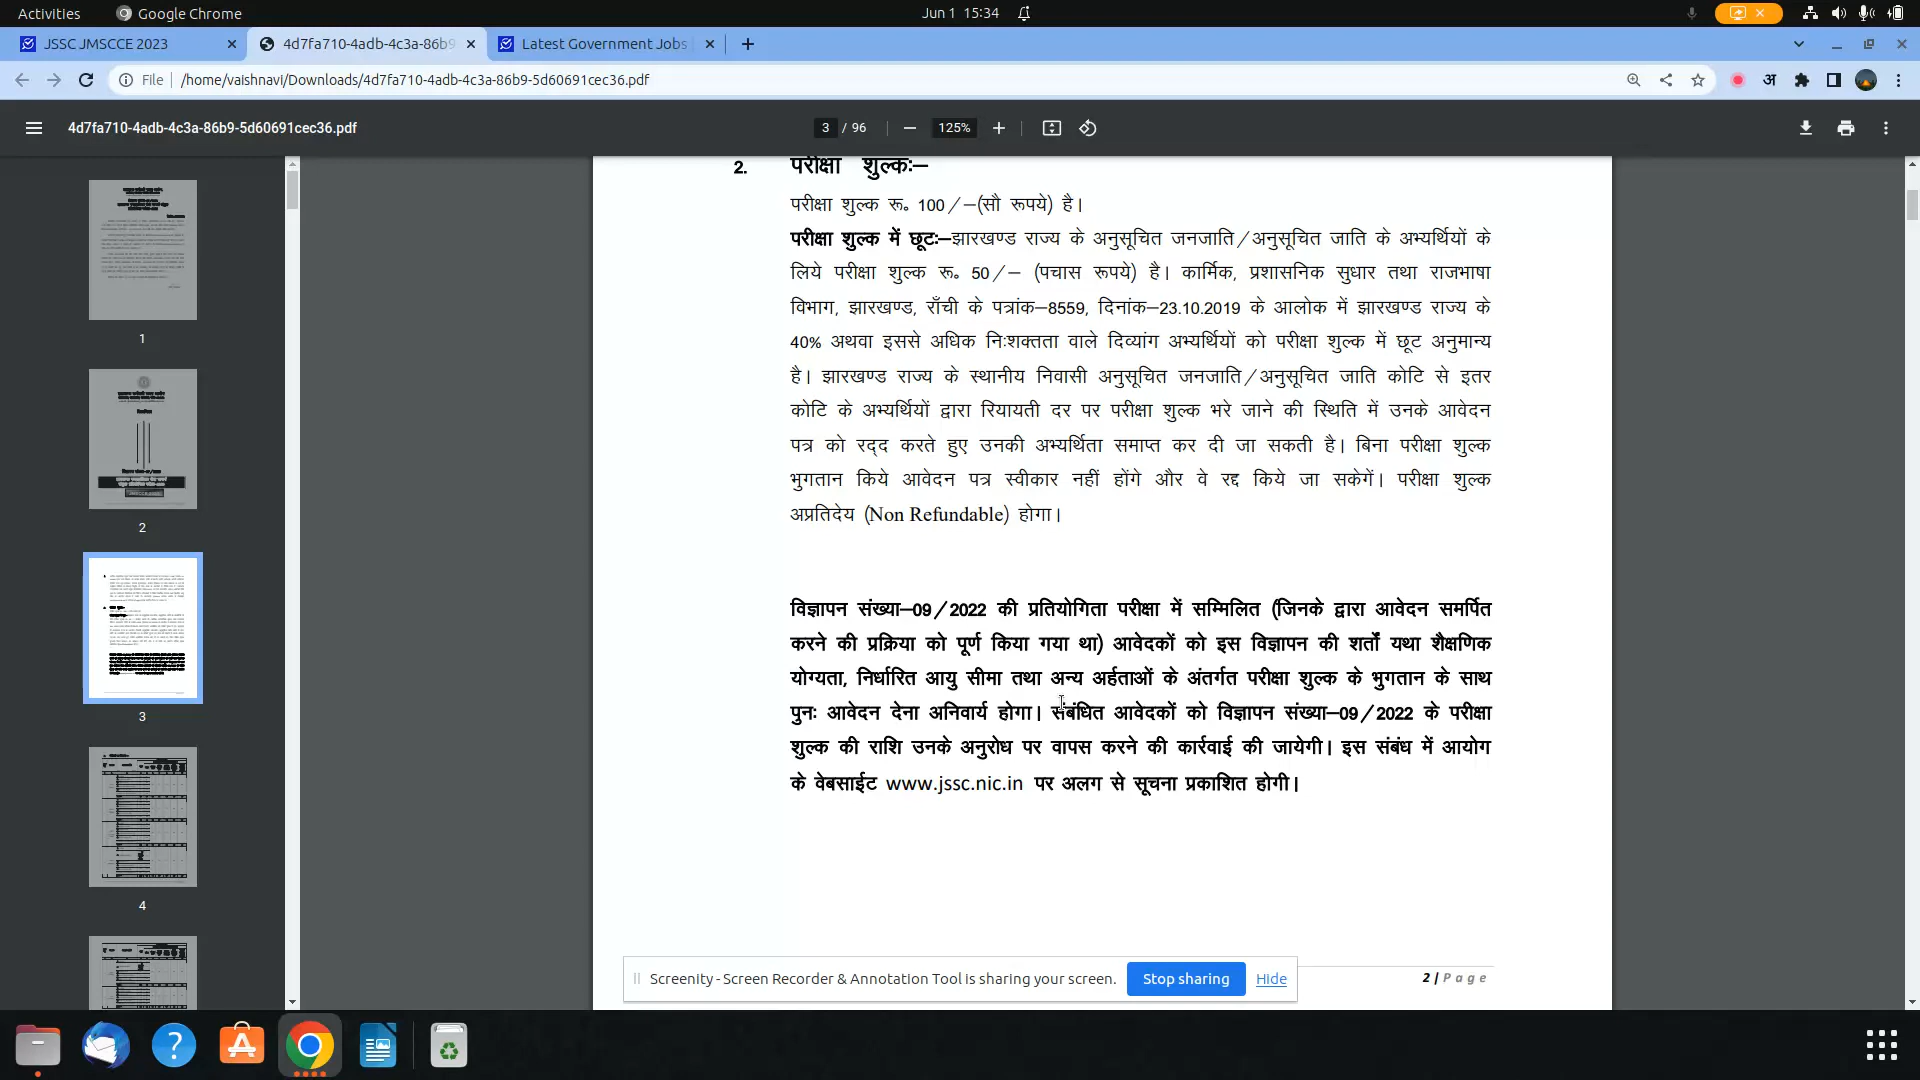 Activities
Google Chrome
Jun 1 15:34
JSSC JMSCCE 2023
4d7fa710-4adb-4c3a-86b9
Latest Government Jobs
File
/home/vaishnavi/Downloads/4d7fa710-4adb-4c3a-86b9-5d60691cec36.pdf
अ
4d7fa710-4adb-4c3a-86b9-5d60691cec36.pdf
3 / 96
125%
1
2
3
4
2. परीक्षा शुल्कः—
परीक्षा शुल्क रू० 100/—(सौ रूपये) है।
परीक्षा शुल्क में छूटः—झारखण्ड राज्य के अनुसूचित जनजाति/अनुसूचित जाति के अभ्यर्थियों के
लिये परीक्षा शुल्क रू० 50/— (पचास रूपये) है। कार्मिक, प्रशासनिक सुधार तथा राजभाषा
विभाग, झारखण्ड, राँची के पत्रांक—8559, दिनांक—23.10.2019 के आलोक में झारखण्ड राज्य के
40% अथवा इससे अधिक निःशक्तता वाले दिव्यांग अभ्यर्थियों को परीक्षा शुल्क में छूट अनुमान्य
है। झारखण्ड राज्य के स्थानीय निवासी अनुसूचित जनजाति/अनुसूचित जाति कोटि से इतर
कोटि के अभ्यर्थियों द्वारा रियायती दर पर परीक्षा शुल्क भरे जाने की स्थिति में उनके आवेदन
पत्र को रद्द करते हुए उनकी अभ्यर्थिता समाप्त कर दी जा सकती है। बिना परीक्षा शुल्क
भुगतान किये आवेदन पत्र स्वीकार नहीं होंगे और वे रद्द किये जा सकेगें। परीक्षा शुल्क
अप्रतिदेय (Non Refundable) होगा।
विज्ञापन संख्या—09/2022 की प्रतियोगिता परीक्षा में सम्मिलित (जिनके द्वारा आवेदन समर्पित
करने की प्रक्रिया को पूर्ण किया गया था) आवेदकों को इस विज्ञापन की शर्तों यथा शैक्षणिक
योग्यता, निर्धारित आयु सीमा तथा अन्य अर्हताओं के अंतर्गत परीक्षा शुल्क के भुगतान के साथ
पुनः आवेदन देना अनिवार्य होगा। संबंधित आवेदकों को विज्ञापन संख्या—09/2022 के परीक्षा
शुल्क की राशि उनके अनुरोध पर वापस करने की कार्रवाई की जायेगी। इस संबंध में आयोग
के वेबसाईट www.jssc.nic.in पर अलग से सूचना प्रकाशित होगी।
Screenity - Screen Recorder & Annotation Tool is sharing your screen.
Stop sharing
Hide
2 | Page